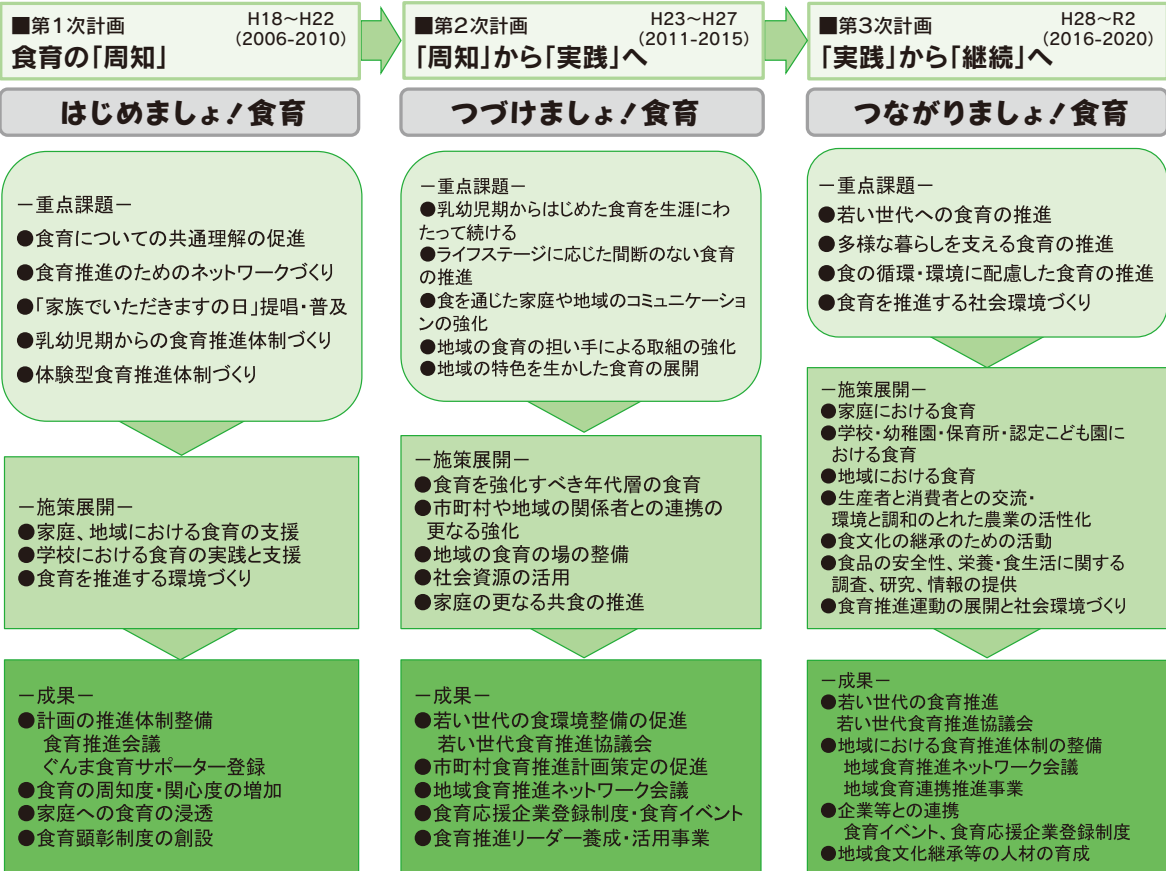 ■第1次計画
H18～H22
(2006-2010)
食育の「周知」
はじめましょ！食育
－重点課題－
●食育についての共通理解の促進
●食育推進のためのネットワークづくり
●「家族でいただきますの日」提唱・普及
●乳幼児期からの食育推進体制づくり
●体験型食育推進体制づくり
－施策展開－
●家庭、地域における食育の支援
●学校における食育の実践と支援
●食育を推進する環境づくり
－成果－
●計画の推進体制整備
食育推進会議
ぐんま食育サポーター登録
●食育の周知度・関心度の増加
●家庭への食育の浸透
●食育顕彰制度の創設
■第2次計画
H23～H27
(2011-2015)
「周知」から「実践」へ
つづけましょ！食育
－重点課題－
●乳幼児期からはじめた食育を生涯にわ
たって続ける
●ライフステージに応じた間断のない食育
の推進
●食を通じた家庭や地域のコミュニケーショ
ンの強化
●地域の食育の担い手による取組の強化
●地域の特色を生かした食育の展開
－施策展開－
●食育を強化すべき年代層の食育
●市町村や地域の関係者との連携の
更なる強化
●地域の食育の場の整備
●社会資源の活用
●家庭の更なる共食の推進
－成果－
●若い世代の食環境整備の促進
若い世代食育推進協議会
●市町村食育推進計画策定の促進
●地域食育推進ネットワーク会議
●食育応援企業登録制度・食育イベント
●食育推進リーダー養成・活用事業
■第3次計画
H28～R2
(2016-2020)
「実践」から「継続」へ
つながりましょ！食育
－重点課題－
●若い世代への食育の推進
●多様な暮らしを支える食育の推進
●食の循環・環境に配慮した食育の推進
●食育を推進する社会環境づくり
－施策展開－
●家庭における食育
●学校・幼稚園・保育所・認定こども園に
おける食育
●地域における食育
●生産者と消費者との交流・
環境と調和のとれた農業の活性化
●食文化の継承のための活動
●食品の安全性、栄養・食生活に関する
調査、研究、情報の提供
●食育推進運動の展開と社会環境づくり
－成果－
●若い世代の食育推進
若い世代食育推進協議会
●地域における食育推進体制の整備
地域食育推進ネットワーク会議
地域食育連携推進事業
●企業等との連携
食育イベント、食育応援企業登録制度
●地域食文化継承等の人材の育成